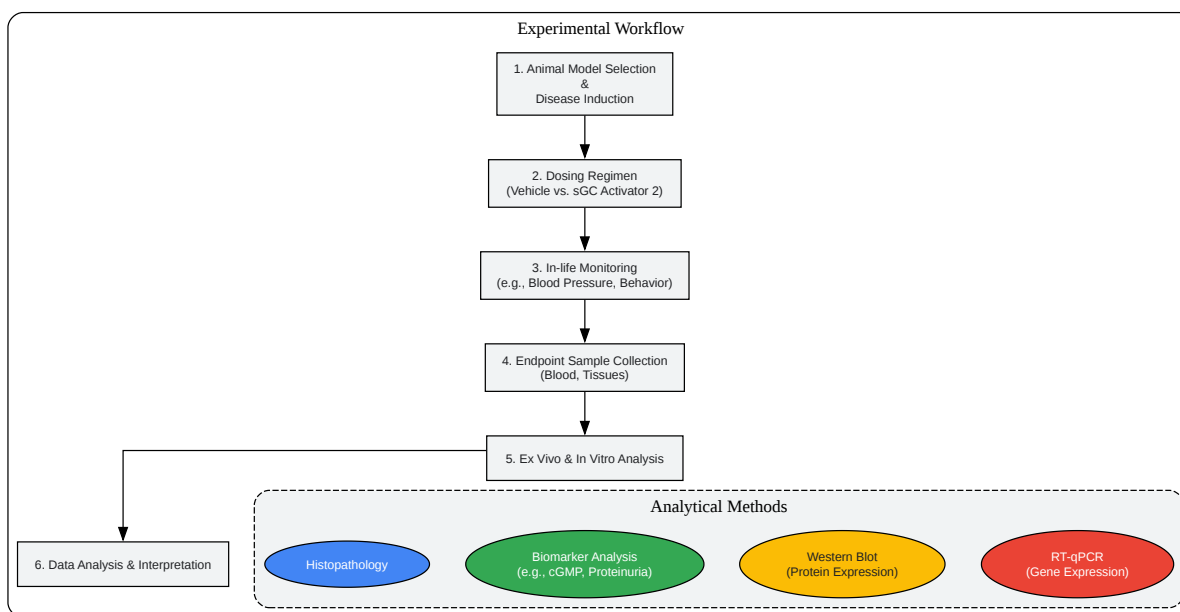 Experimental Workflow
1. Animal Model Selection
&
Disease Induction
2. Dosing Regimen
(Vehicle vs. sGC Activator 2)
3. In-life Monitoring
(e.g., Blood Pressure, Behavior)
4. Endpoint Sample Collection
(Blood, Tissues)
5. Ex Vivo & In Vitro Analysis
6. Data Analysis & Interpretation
Analytical Methods
Histopathology
Biomarker Analysis
(e.g., cGMP, Proteinuria)
Western Blot
(Protein Expression)
RT-qPCR
(Gene Expression)